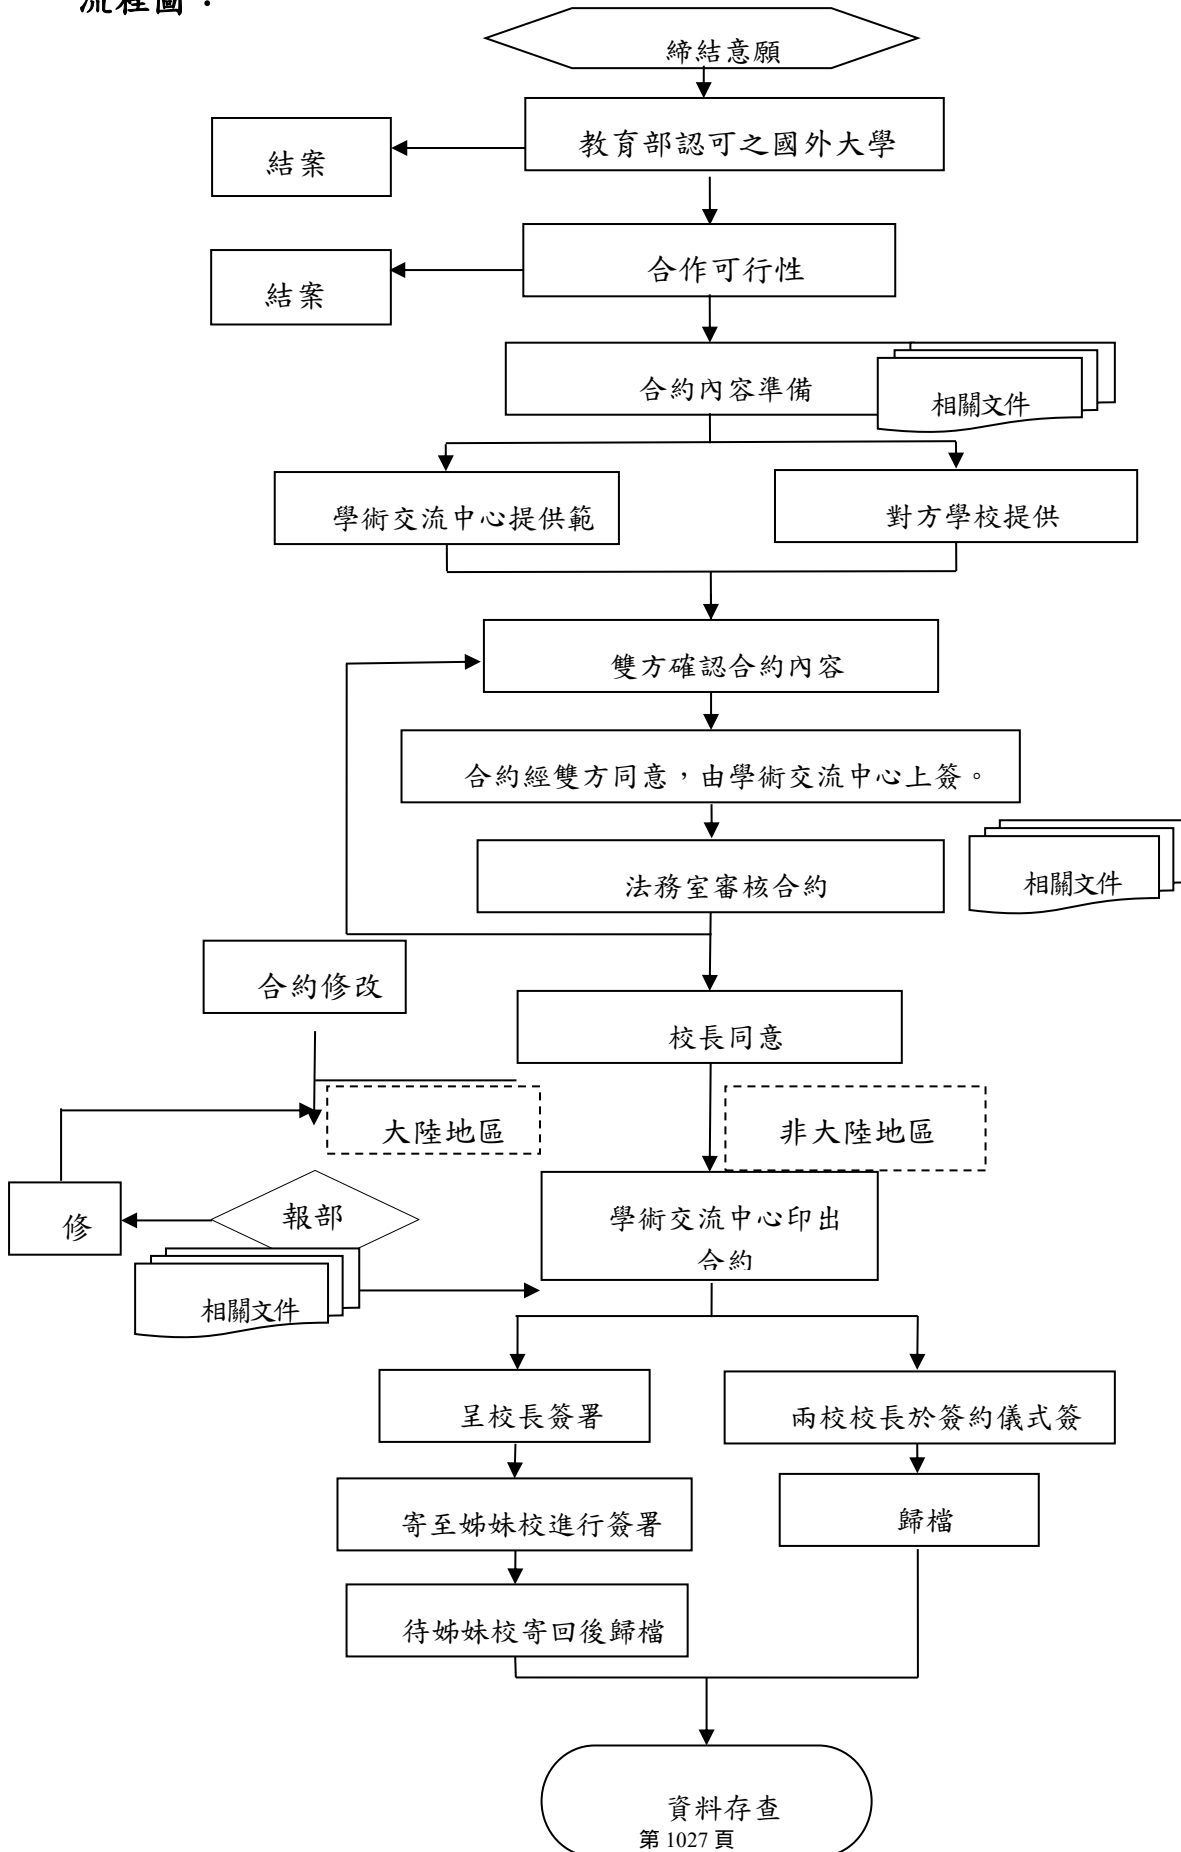 流程圖：
締結意願
教育部認可之國外大學
結案
合作可行性
結案
合約內容準備
相關文件
學術交流中心提供範
對方學校提供
雙方確認合約內容
合約經雙方同意，由學術交流中心上簽。
法務室審核合約
相關文件
合約修改
校長同意
大陸地區
非大陸地區
修
報部
學術交流中心印出
合約
相關文件
呈校長簽署
兩校校長於簽約儀式簽
寄至姊妹校進行簽署
歸檔
待姊妹校寄回後歸檔
資料存查
第 1027 頁